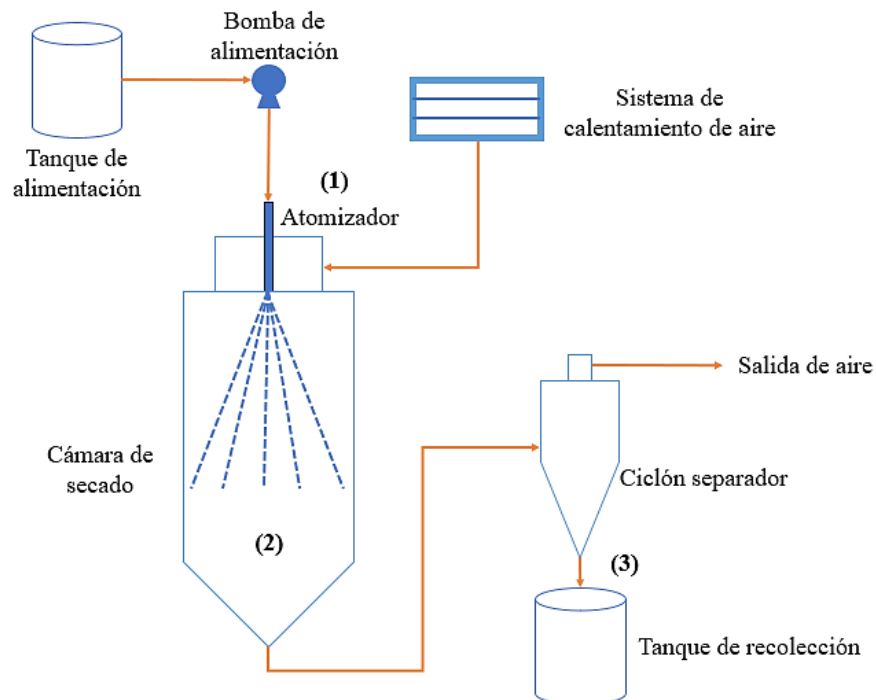 Bomba de
alimentación
Tanque de
alimentación
Sistema de
calentamiento de aire
(1)
Atomizador
Salida de aire
Cámara de
secado
Ciclón separador
(2)
(3)
Tanque de recolección